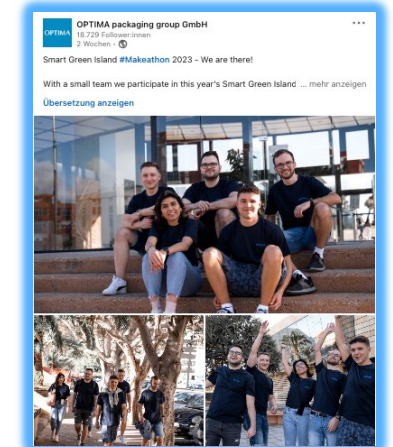 OPTIMA
OPTIMA packaging group GmbH
18.729 Follower:innen
2 Wochen •
Smart Green Island #Makeathon 2023 - We are there!
With a small team we participate in this year's Smart Green Island ... mehr anzeigen
Übersetzung anzeigen